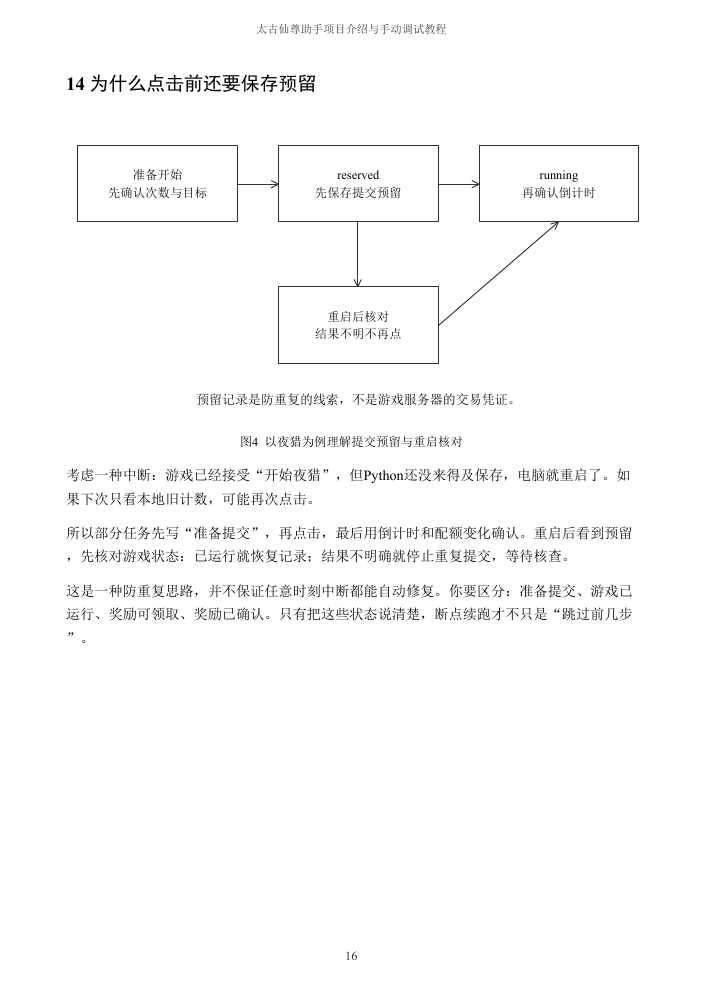 太古仙尊助手项目介绍与手动调试教程
14 为什么点击前还要保存预留
准备开始
先确认次数与目标
reserved
先保存提交预留
running
再确认倒计时
重启后核对
结果不明不再点
预留记录是防重复的线索，不是游戏服务器的交易凭证。
图4 以夜猎为例理解提交预留与重启核对
考虑一种中断：游戏已经接受“开始夜猎”，但Python还没来得及保存，电脑就重启了。如
果下次只看本地旧计数，可能再次点击。
所以部分任务先写“准备提交”，再点击，最后用倒计时和配额变化确认。重启后看到预留
，先核对游戏状态：已运行就恢复记录；结果不明确就停止重复提交，等待核查。
这是一种防重复思路，并不保证任意时刻中断都能自动修复。你要区分：准备提交、游戏已
运行、奖励可领取、奖励已确认。只有把这些状态说清楚，断点续跑才不只是“跳过前几步
”。
16